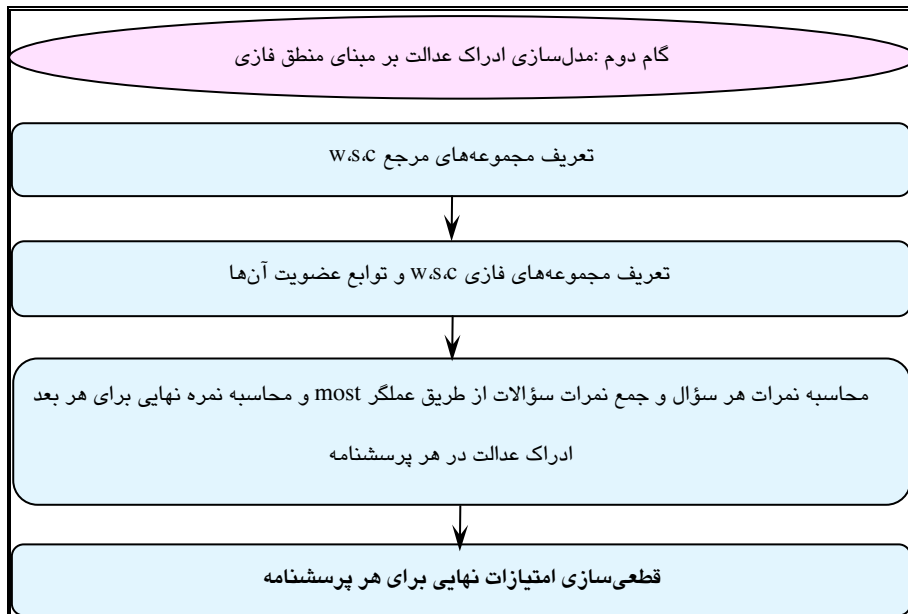 گام دوم :مدل‌سازی ادراک عدالت بر مبنای منطق فازی
تعریف مجموعه‌های مرجع w،s،c
تعریف مجموعه‌های فازی w،s،c و توابع عضویت آن‌ها
محاسبه نمرات هر سؤال و جمع نمرات سؤالات از طریق عملگر most و محاسبه نمره نهایی برای هر بعد
ادراک عدالت در هر پرسشنامه
قطعی‌سازی امتیازات نهایی برای هر پرسشنامه